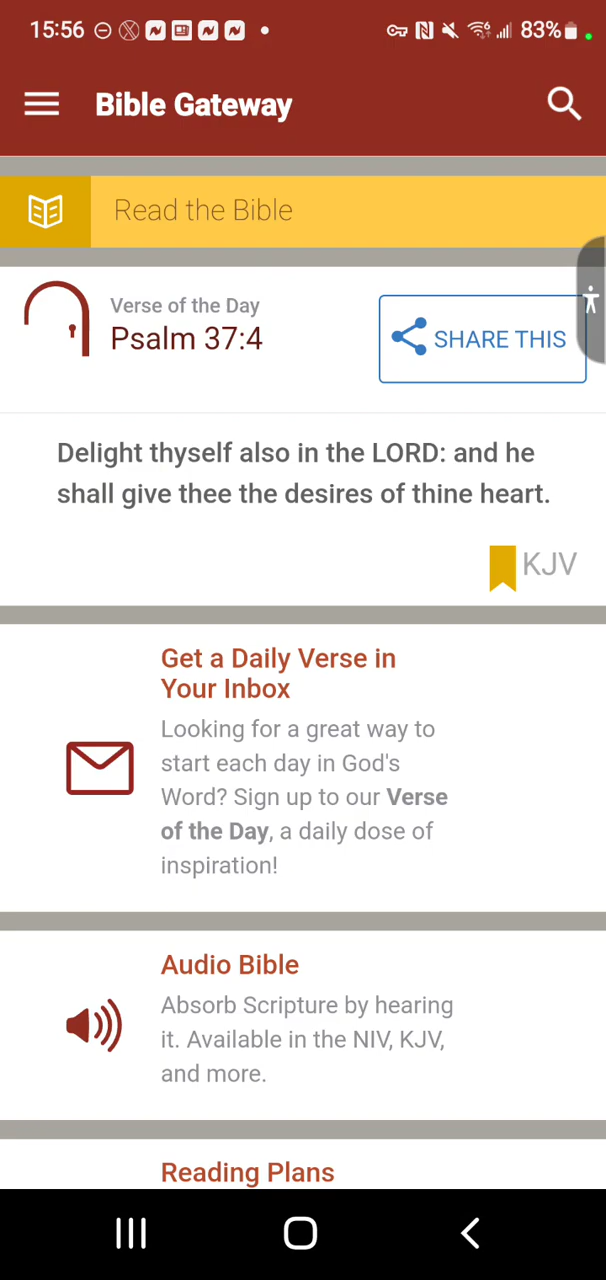 15:56
83%
Bible Gateway
Read the Bible
Verse of the Day
Psalm 37:4
SHARE THIS
Delight thyself also in the LORD: and he
shall give thee the desires of thine heart.
KJV
Get a Daily Verse in
Your Inbox
Looking for a great way to
start each day in God's
Word? Sign up to our Verse
of the Day, a daily dose of
inspiration!
Audio Bible
Absorb Scripture by hearing
it. Available in the NIV, KJV,
and more.
Reading Plans